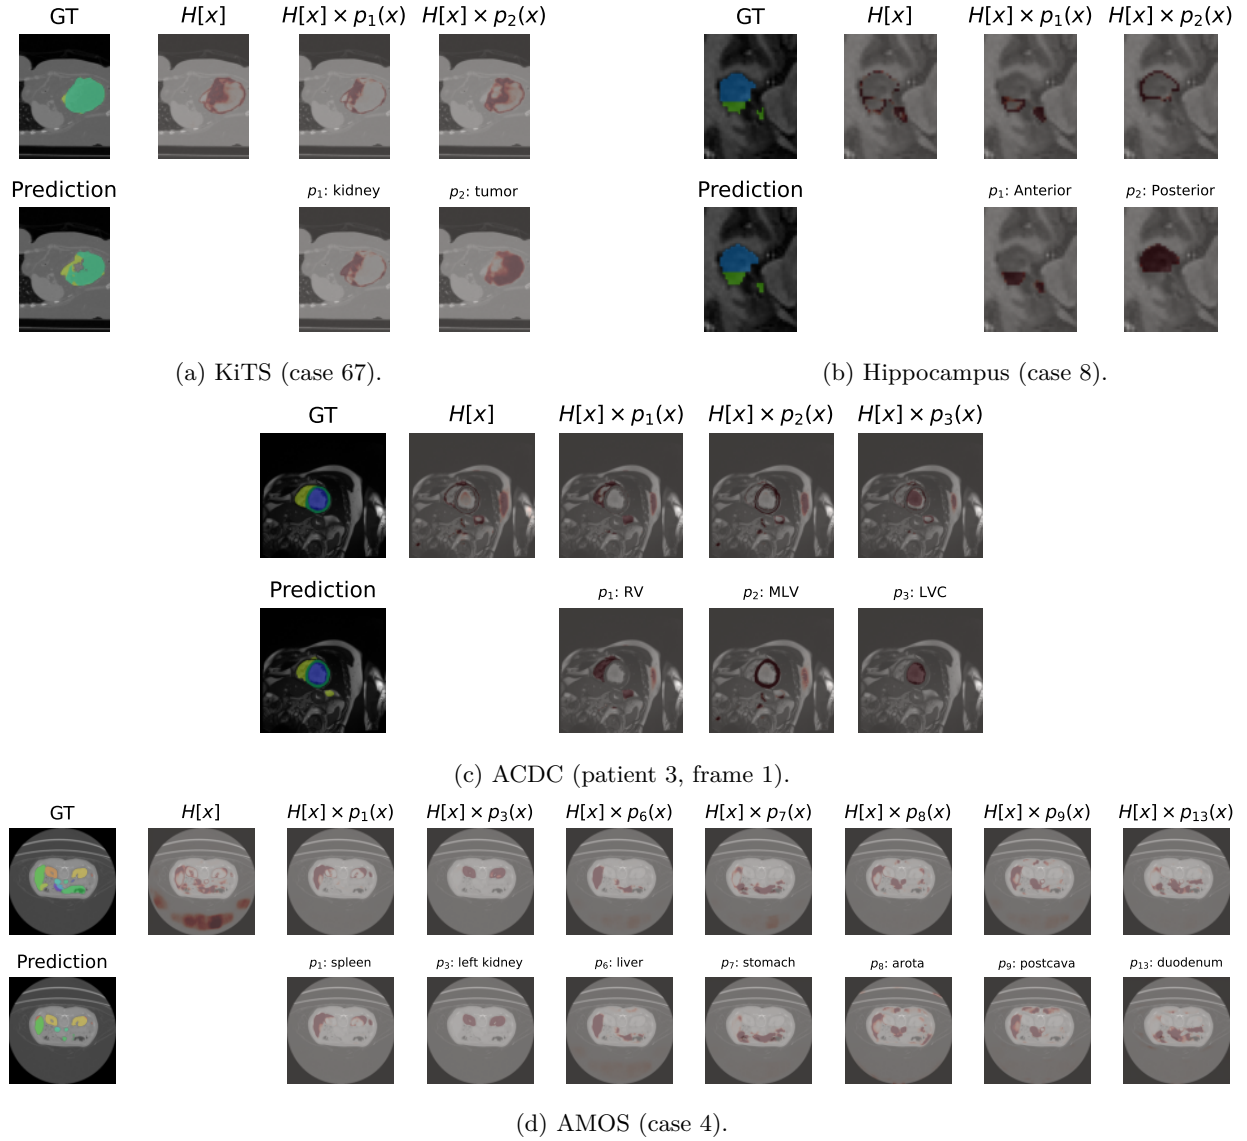 GT H[x] H[x] × p₁(x) H[x] × p₂(x)
Prediction p₁: kidney p₂: tumor
(a) KiTS (case 67).
GT H[x] H[x] × p₁(x) H[x] × p₂(x)
Prediction p₁: Anterior p₂: Posterior
(b) Hippocampus (case 8).
GT H[x] H[x] × p₁(x) H[x] × p₂(x) H[x] × p₃(x)
Prediction p₁: RV p₂: MLV p₃: LVC
(c) ACDC (patient 3, frame 1).
GT H[x] H[x] × p₁(x) H[x] × p₃(x) H[x] × p₆(x) H[x] × p₇(x) H[x] × p₈(x) H[x] × p₉(x) H[x] × p₁₃(x)
Prediction p₁: spleen p₃: left kidney p₆: liver p₇: stomach p₈: arota p₉: postcava p₁₃: duodenum
(d) AMOS (case 4).